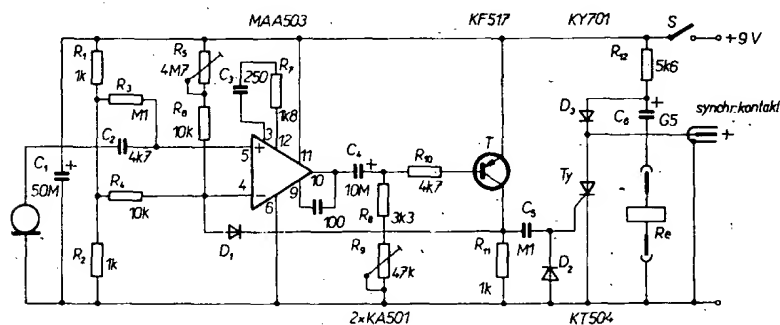 MAA503 KF517 KY701
S
+9V
R1
1k
R3
M1
R5
4M7
C3
250
R7
1k8
R12
5k6
D3
C6
G5
+
synchr. kontakt
+
C2
4k7
R6
10k
3
12
5
+
11
C4
+
10M
R10
4k7
T
C1
+
50M
R4
10k
4
−
6
9
10
100
R8
3k3
Ty
C5
M1
Re
D1
R2
1k
R9
47k
R11
1k
D2
2×KA501 KT504